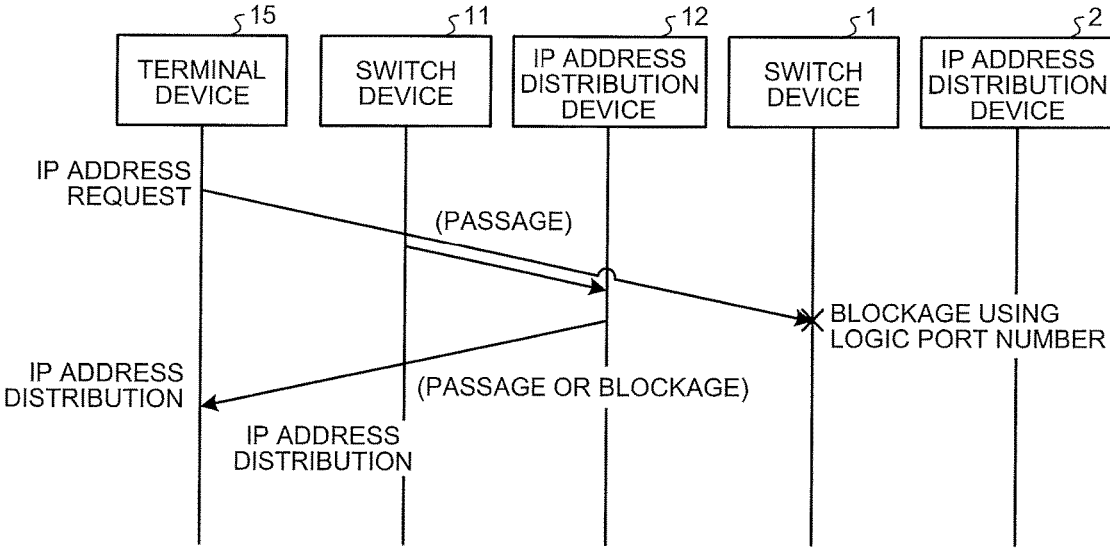 15
11
12
1
2
TERMINAL
DEVICE
SWITCH
DEVICE
IP ADDRESS
DISTRIBUTION
DEVICE
SWITCH
DEVICE
IP ADDRESS
DISTRIBUTION
DEVICE
IP ADDRESS
REQUEST
(PASSAGE)
BLOCKAGE USING
LOGIC PORT NUMBER
IP ADDRESS
DISTRIBUTION
(PASSAGE OR BLOCKAGE)
IP ADDRESS
DISTRIBUTION